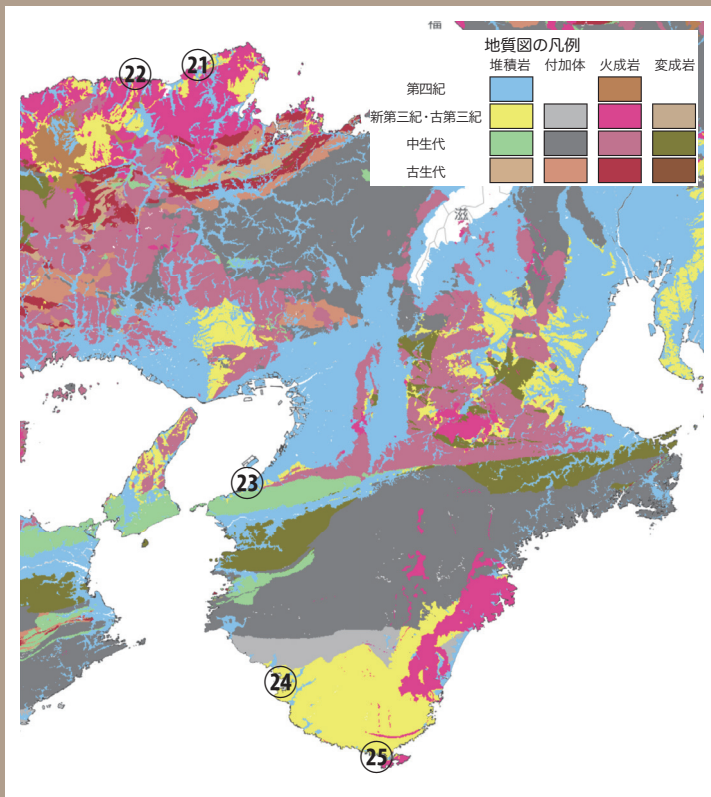 福
地質図の凡例
堆積岩 付加体 火成岩 変成岩
第四紀
新第三紀・古第三紀
中生代
古生代
滋
22 21
23
24
25